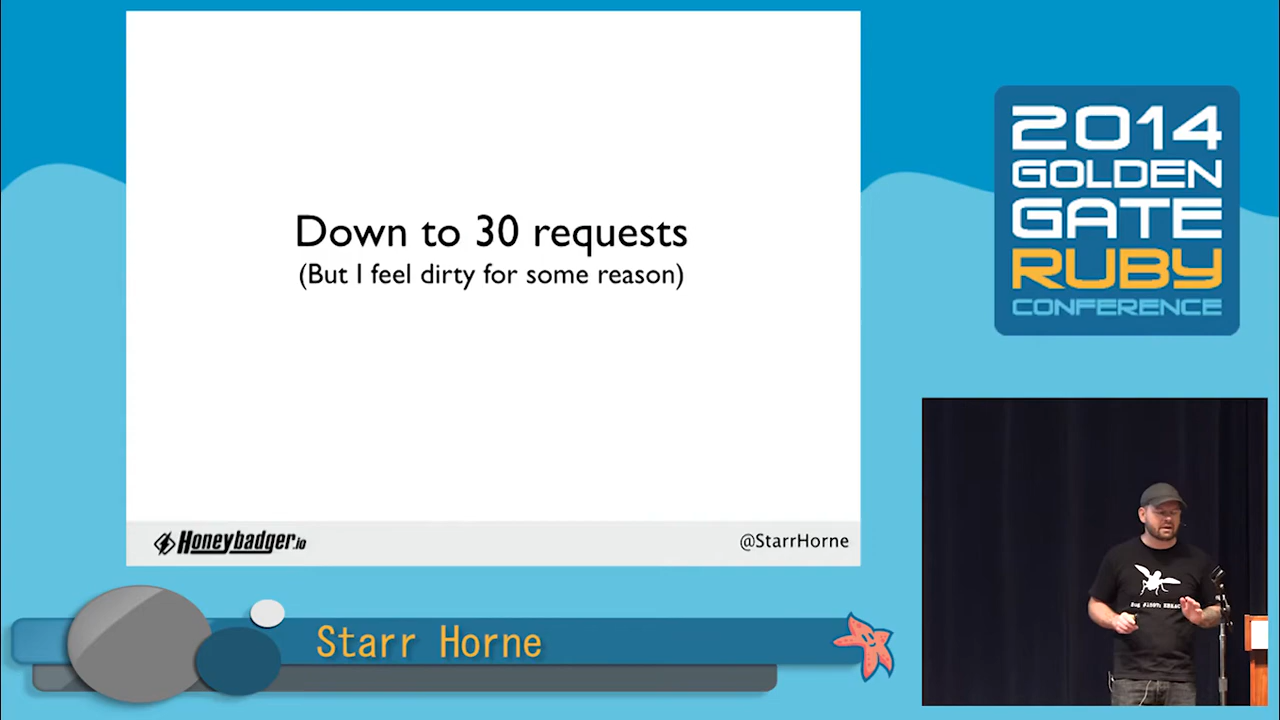 Down to 30 requests
(But I feel dirty for some reason)
Honeybadger.io
@StarrHorne
2014
GOLDEN
GATE
RUBY
CONFERENCE
Starr Horne